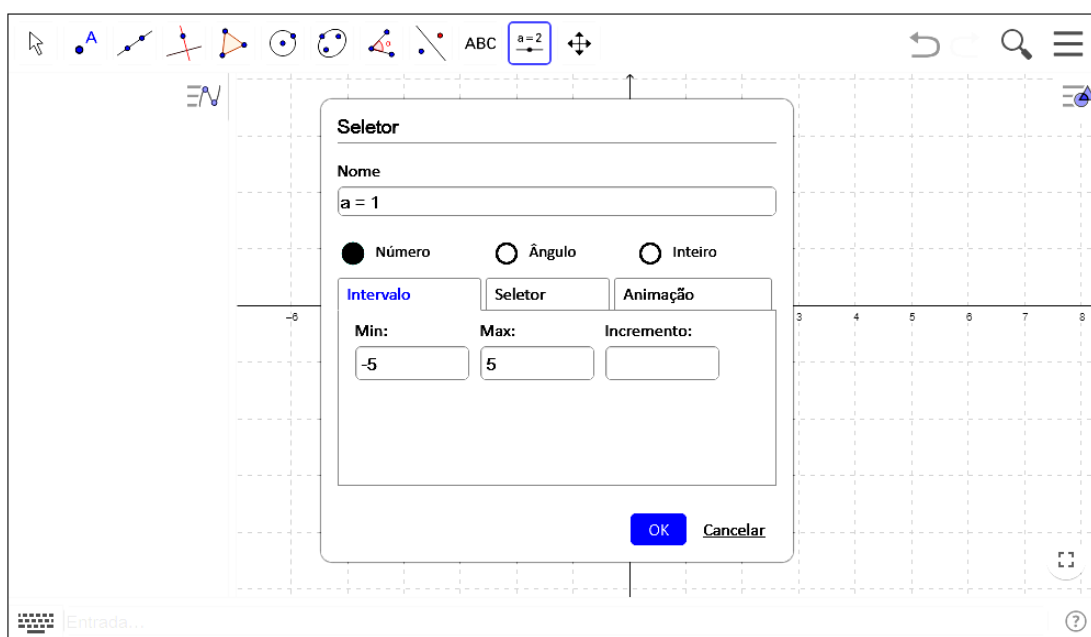 A ABC a=2
Seletor
Nome
a = 1
Número Ângulo Inteiro
Intervalo Seletor Animação
-6 3 4 5 6 7 8
Min: Max: Incremento:
-5 5
OK Cancelar
Entrada...
?